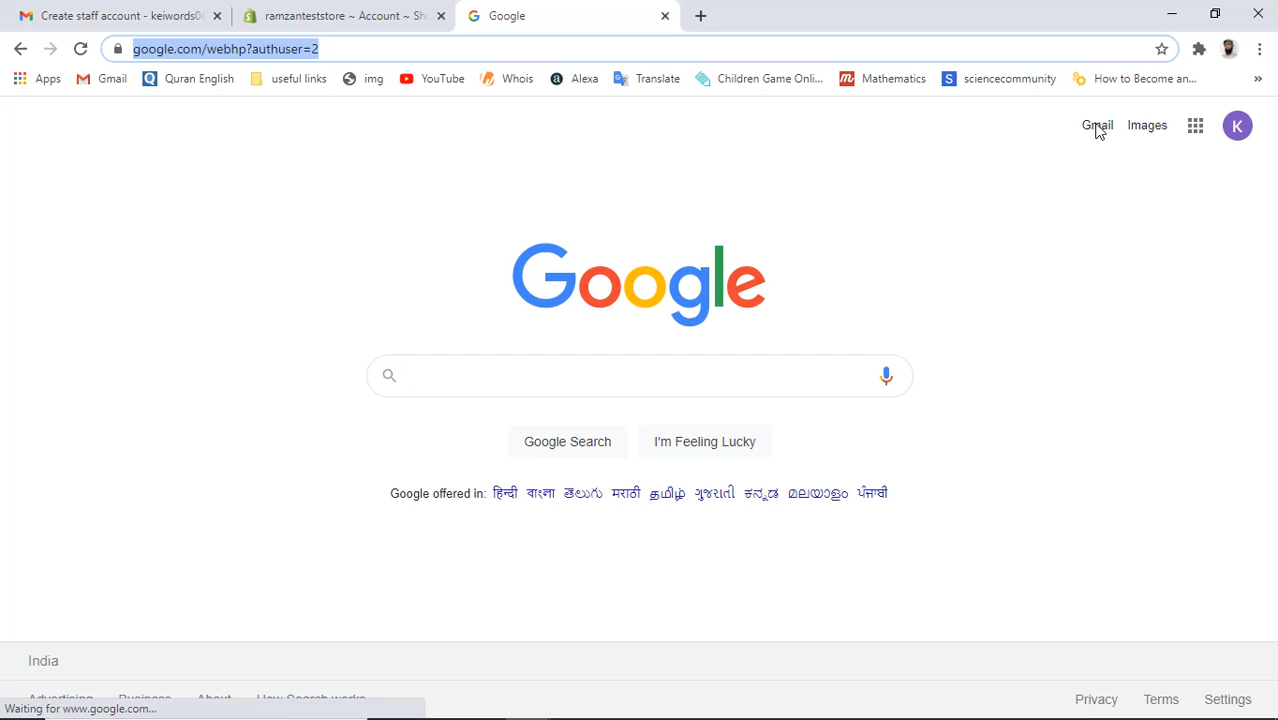 Create staff account - keiwords0
ramzanteststore ~ Account ~ Sho
Google
google.com/webhp?authuser=2
Apps
Gmail
Quran English
useful links
img
YouTube
Whois
Alexa
Translate
Children Game Onli...
Mathematics
sciencecommunity
How to Become an...
»
Gmail
Images
K
Google
Google Search
I'm Feeling Lucky
Google offered in: हिन्दी বাংলা తెలుగు मराठी தமிழ் ગુજરાતી ಕನ್ನಡ മലയാളം ਪੰਜਾਬੀ
India
Advertising
Business
About
How Search works
Privacy
Terms
Settings
Waiting for www.google.com...